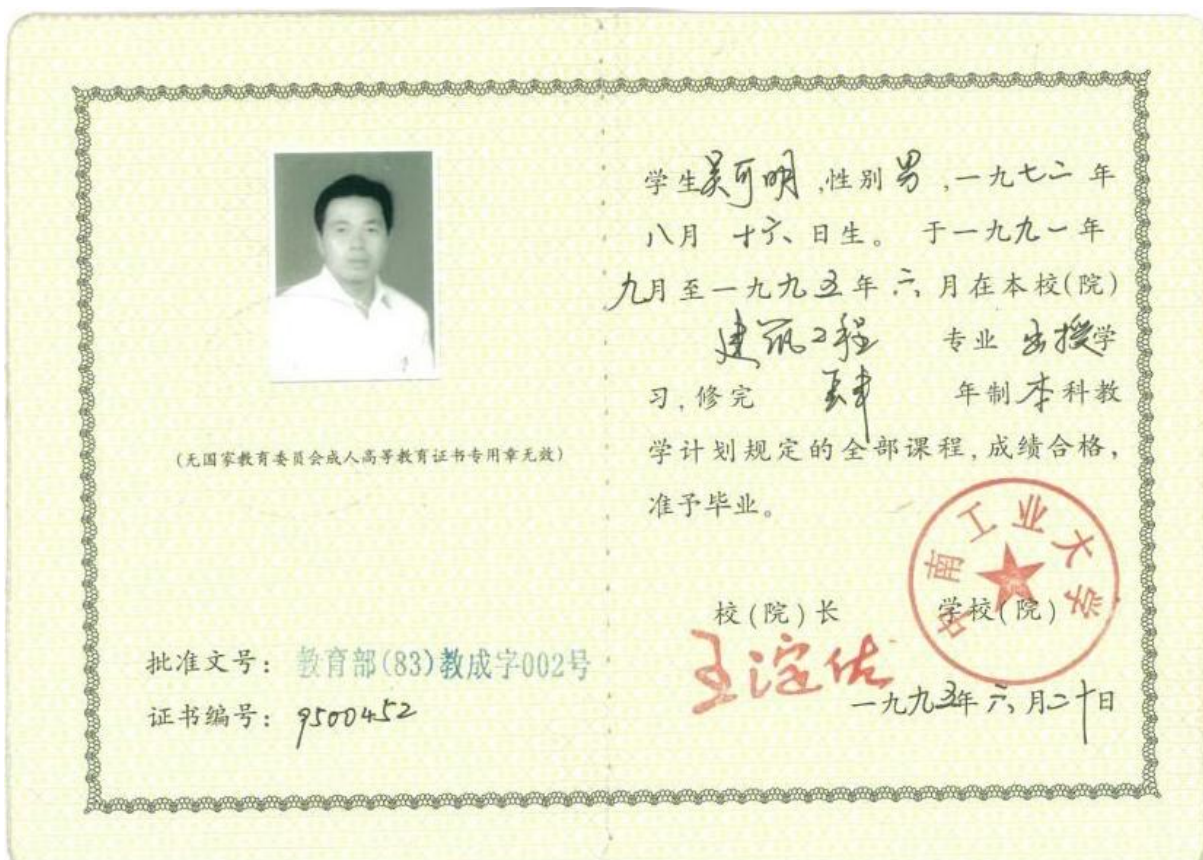 (无国家教育委员会成人高等教育证书专用章无效)
批准文号: 教育部(83)教成字002号
证书编号: 9500452
学生吴可明,性别男,一九七二年
八月 十六、日生。 于一九九一年
九月至一九九五年六月在本校(院)
建筑工程 专业 函授学
习,修完 肆 年制本科教
学计划规定的全部课程,成绩合格,
准予毕业。
中南工业大学
校(院)长 学校(院)
王淀佐
一九九五年六月二十日